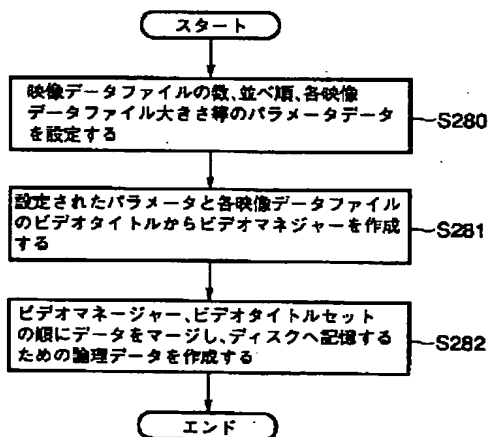 スタート
映像データファイルの数、並べ順、各映像
データファイル大きさ等のパラメータデータ
を設定する
S280
設定されたパラメータと各映像データファイル
のビデオタイトルからビデオマネジャーを作成
する
S281
ビデオマネージャー、ビデオタイトルセット
の順にデータをマージし、ディスクへ記憶する
ための論理データを作成する
S282
エンド